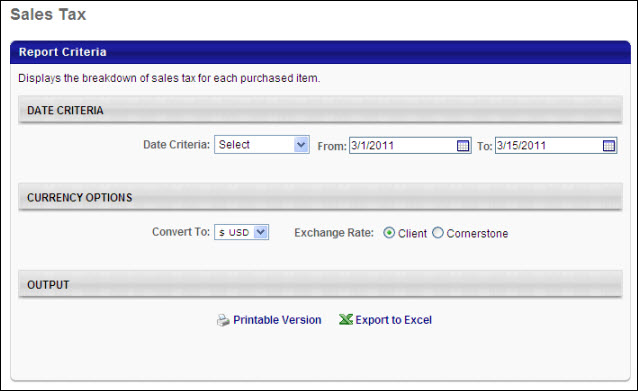 Sales Tax
Report Criteria
Displays the breakdown of sales tax for each purchased item.
DATE CRITERIA
Date Criteria: Select From: 3/1/2011 To: 3/15/2011
CURRENCY OPTIONS
Convert To: $ USD Exchange Rate: Client Cornerstone
OUTPUT
Printable Version Export to Excel